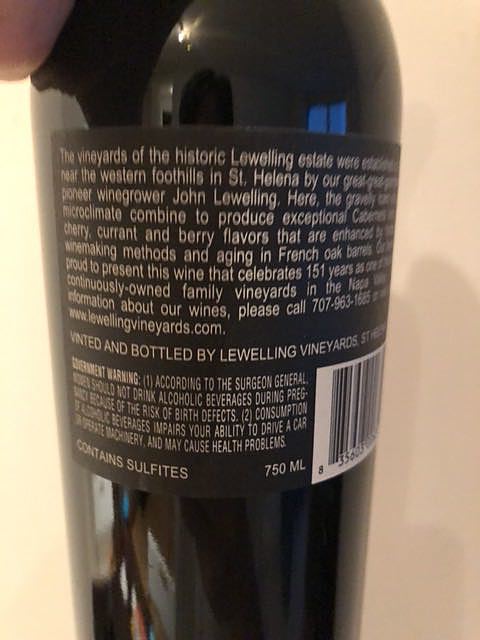 The vineyards of the historic Lewelling estate were
near the western foothills in St. Helena by our great-great-
pioneer winegrower John Lewelling. Here, the gravelly
microclimate combine to produce exceptional Cabernets
cherry, currant and berry flavors that are enhanced by
winemaking methods and aging in French oak barrels.
proud to present this wine that celebrates 151 years as one of
continuously-owned family vineyards in the Napa
information about our wines, please call 707-963-1685
www.lewellingvineyards.com.
VINTED AND BOTTLED BY LEWELLING VINEYARDS, ST
GOVERNMENT WARNING: (1) ACCORDING TO THE SURGEON GENERAL,
WOMEN SHOULD NOT DRINK ALCOHOLIC BEVERAGES DURING PREG-
NANCY BECAUSE OF THE RISK OF BIRTH DEFECTS. (2) CONSUMPTION
OF ALCOHOLIC BEVERAGES IMPAIRS YOUR ABILITY TO DRIVE A CAR
OR OPERATE MACHINERY, AND MAY CAUSE HEALTH PROBLEMS.
CONTAINS SULFITES
750 ML
8